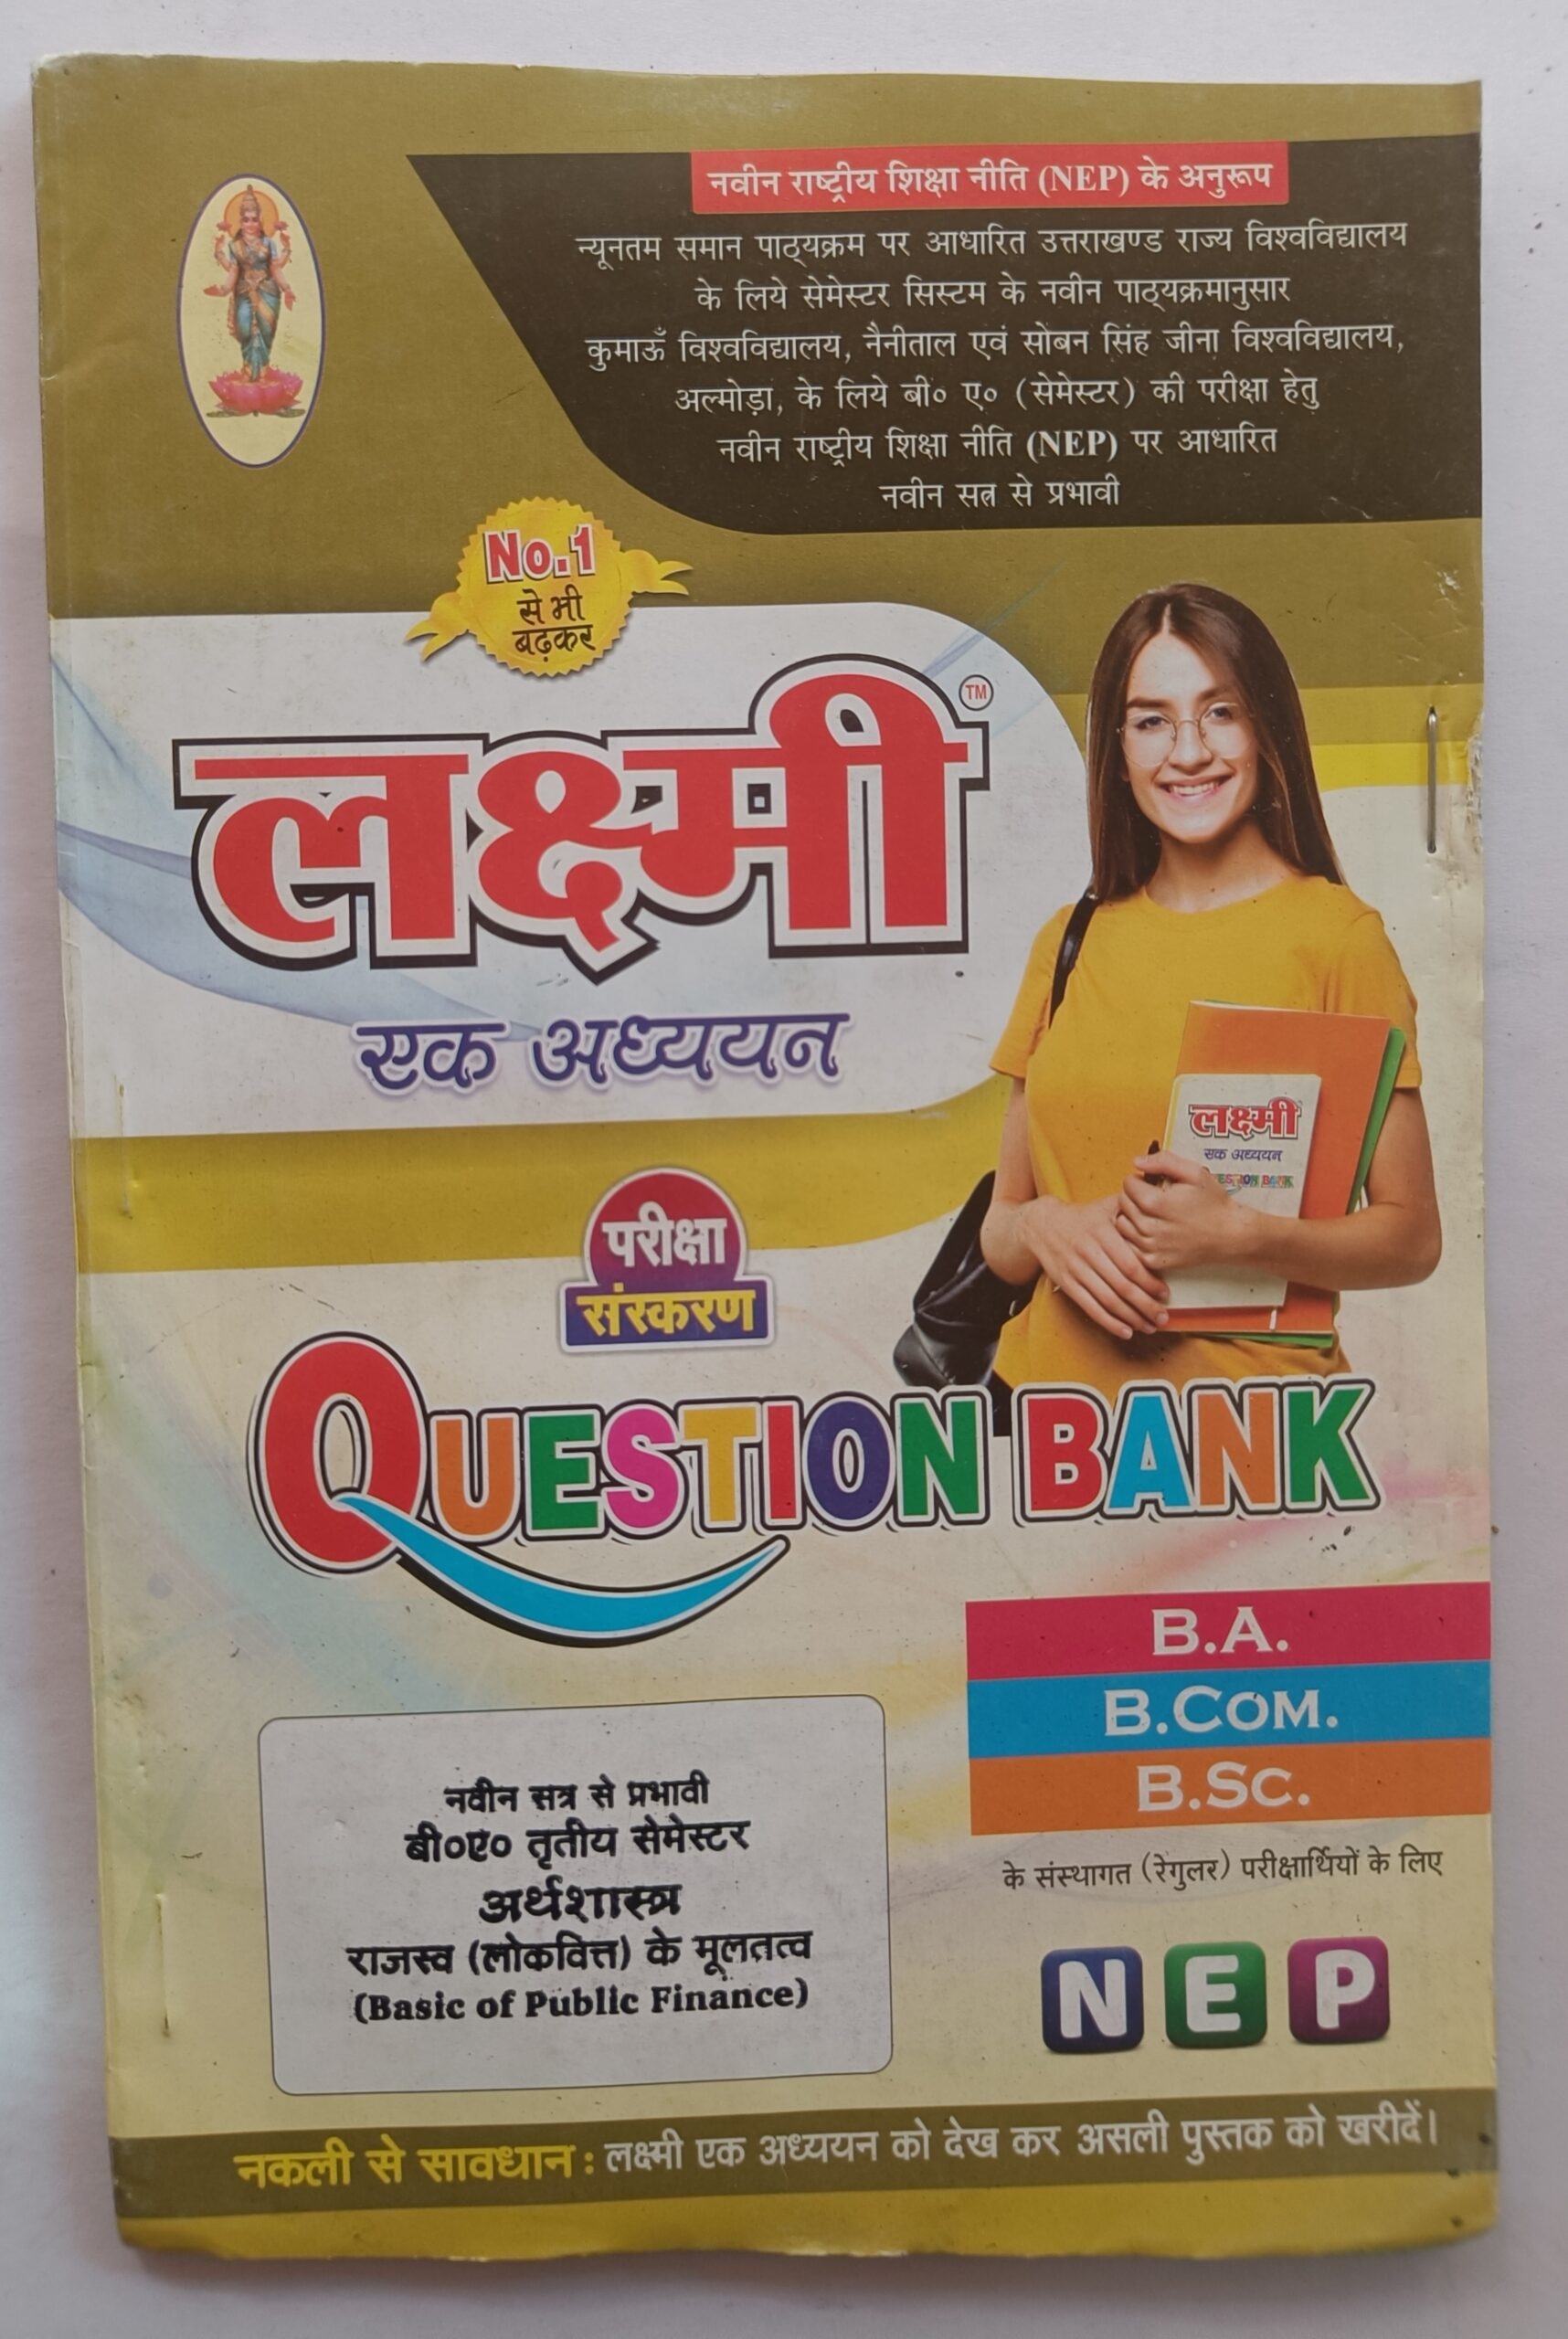 नवीन राष्ट्रीय शिक्षा नीति (NEP) के अनुरूप
न्यूनतम समान पाठ्यक्रम पर आधारित उत्तराखण्ड राज्य विश्वविद्यालय
के लिये सेमेस्टर सिस्टम के नवीन पाठ्यक्रमानुसार
कुमाऊँ विश्वविद्यालय, नैनीताल एवं सोबन सिंह जीना विश्वविद्यालय,
अल्मोड़ा, के लिये बी० ए० (सेमेस्टर) की परीक्षा हेतु
नवीन राष्ट्रीय शिक्षा नीति (NEP) पर आधारित
नवीन सत्र से प्रभावी
No.1
से भी
बढ़कर
लक्ष्मी TM
एक अध्ययन
लक्ष्मी
एक अध्ययन
QUESTION BANK
परीक्षा
संस्करण
QUESTION BANK
B.A.
B.COM.
B.SC.
के संस्थागत (रेगुलर) परीक्षार्थियों के लिए
NEP
नवीन सत्र से प्रभावी
बी०ए० तृतीय सेमेस्टर
अर्थशास्त्र
राजस्व (लोकवित्त) के मूलतत्व
(Basic of Public Finance)
नकली से सावधान : लक्ष्मी एक अध्ययन को देख कर असली पुस्तक को खरीदें।